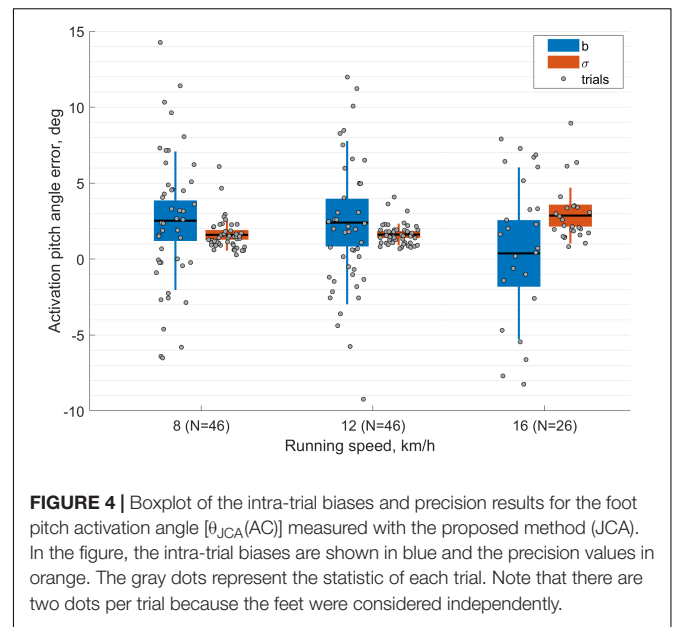 15
10
5
0
-5
-10
Activation pitch angle error, deg
b
σ
trials
8 (N=46)
12 (N=46)
16 (N=26)
Running speed, km/h
FIGURE 4 | Boxplot of the intra-trial biases and precision results for the foot
pitch activation angle [θJCA(AC)] measured with the proposed method (JCA).
In the figure, the intra-trial biases are shown in blue and the precision values in
orange. The gray dots represent the statistic of each trial. Note that there are
two dots per trial because the feet were considered independently.